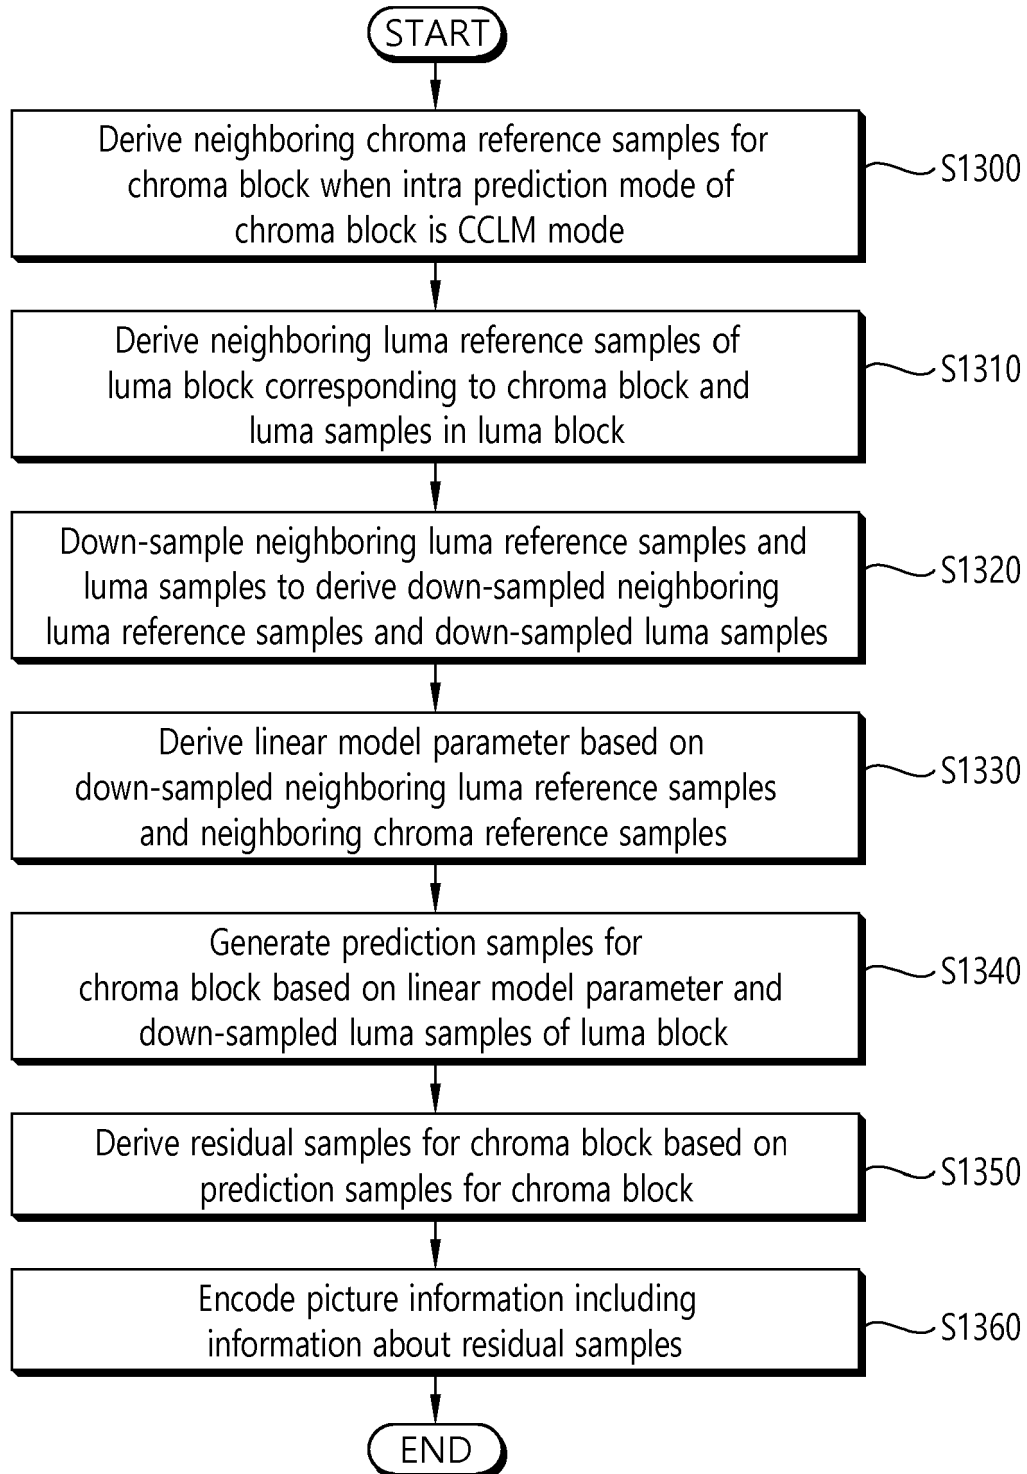 START
Derive neighboring chroma reference samples for
chroma block when intra prediction mode of
chroma block is CCLM mode
S1300
Derive neighboring luma reference samples of
luma block corresponding to chroma block and
luma samples in luma block
S1310
Down-sample neighboring luma reference samples and
luma samples to derive down-sampled neighboring
luma reference samples and down-sampled luma samples
S1320
Derive linear model parameter based on
down-sampled neighboring luma reference samples
and neighboring chroma reference samples
S1330
Generate prediction samples for
chroma block based on linear model parameter and
down-sampled luma samples of luma block
S1340
Derive residual samples for chroma block based on
prediction samples for chroma block
S1350
Encode picture information including
information about residual samples
S1360
END